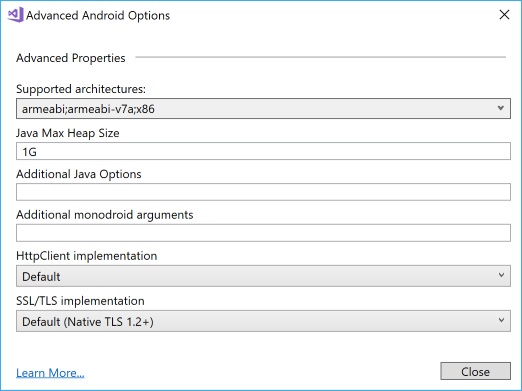 Advanced Android Options
Advanced Properties
Supported architectures:
armeabi;armeabi-v7a;x86
Java Max Heap Size
1G
Additional Java Options
Additional monodroid arguments
HttpClient implementation
Default
SSL/TLS implementation
Default (Native TLS 1.2+)
Learn More...
Close